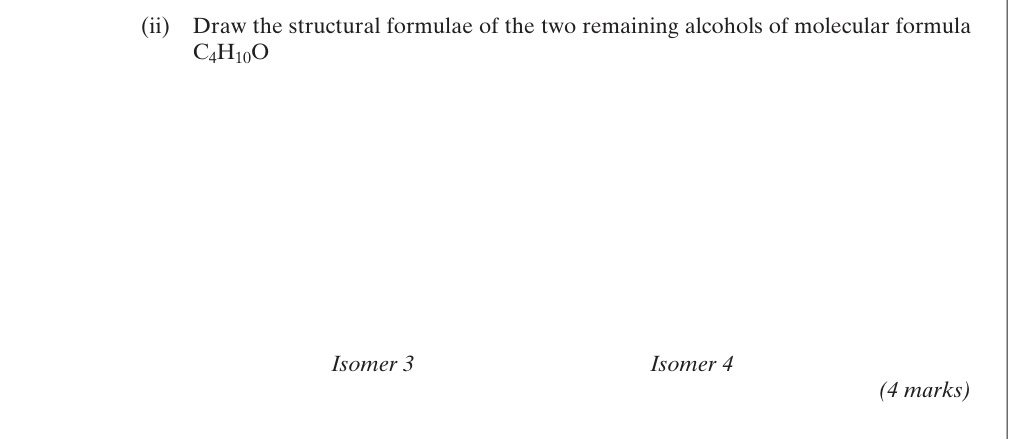 (ii) Draw the structural formulae of the two remaining alcohols of molecular formula
C₄H₁₀O
Isomer 3 Isomer 4
(4 marks)